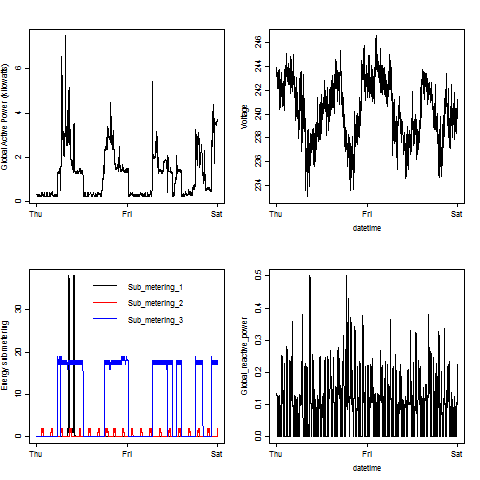 Global Active Power (kilowatts)
0 2 4 6
Thu Fri Sat
Voltage
234 236 238 240 242 244 246
Thu Fri Sat
datetime
Energy sub metering
0 10 20 30
Sub_metering_1
Sub_metering_2
Sub_metering_3
Thu Fri Sat
Global_reactive_power
0.0 0.1 0.2 0.3 0.4 0.5
Thu Fri Sat
datetime